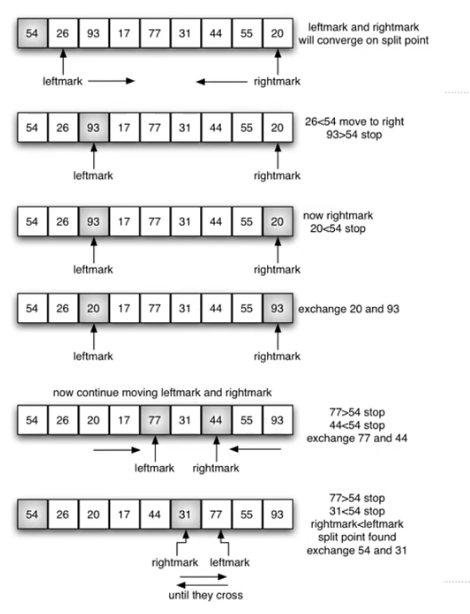 leftmark and rightmark
will converge on split point
54 26 93 17 77 31 44 55 20
leftmark rightmark
26<54 move to right
93>54 stop
54 26 93 17 77 31 44 55 20
leftmark rightmark
now rightmark
20<54 stop
54 26 93 17 77 31 44 55 20
leftmark rightmark
54 26 20 17 77 31 44 55 93 exchange 20 and 93
leftmark rightmark
now continue moving leftmark and rightmark
54 26 20 17 77 31 44 55 93
77>54 stop
44<54 stop
exchange 77 and 44
leftmark rightmark
54 26 20 17 44 31 77 55 93
77>54 stop
31<54 stop
rightmark<leftmark
split point found
exchange 54 and 31
rightmark leftmark
until they cross